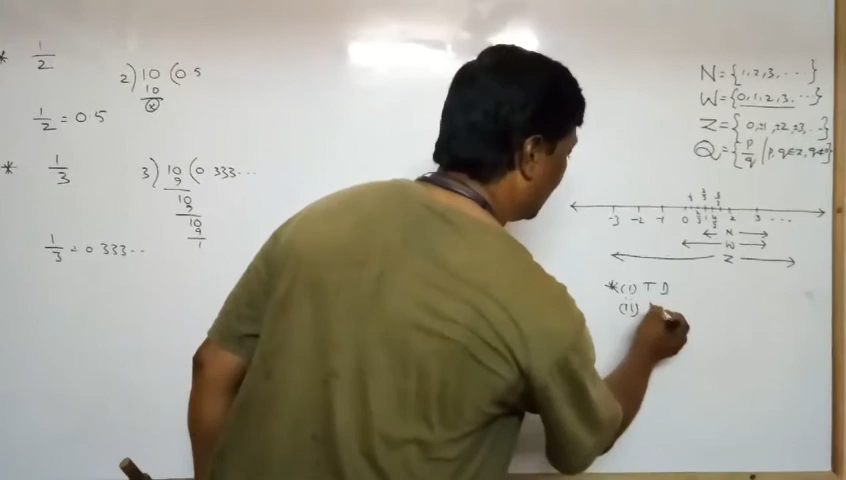 * 1/2
2) 10 (0.5
10
0
1/2 = 0.5
* 1/3
3) 10 (0.333...
9
10
9
10
9
1
1/3 = 0.333..
N = {1, 2, 3, ...}
W = {0, 1, 2, 3, ...}
Z = {0, ±1, ±2, ±3, ...}
Q = {p/q / p, q ∈ z, q ≠ 0}
-3 -2 -1 0 1 2 3 ...
N
W
Z
* (i) T D
(ii)